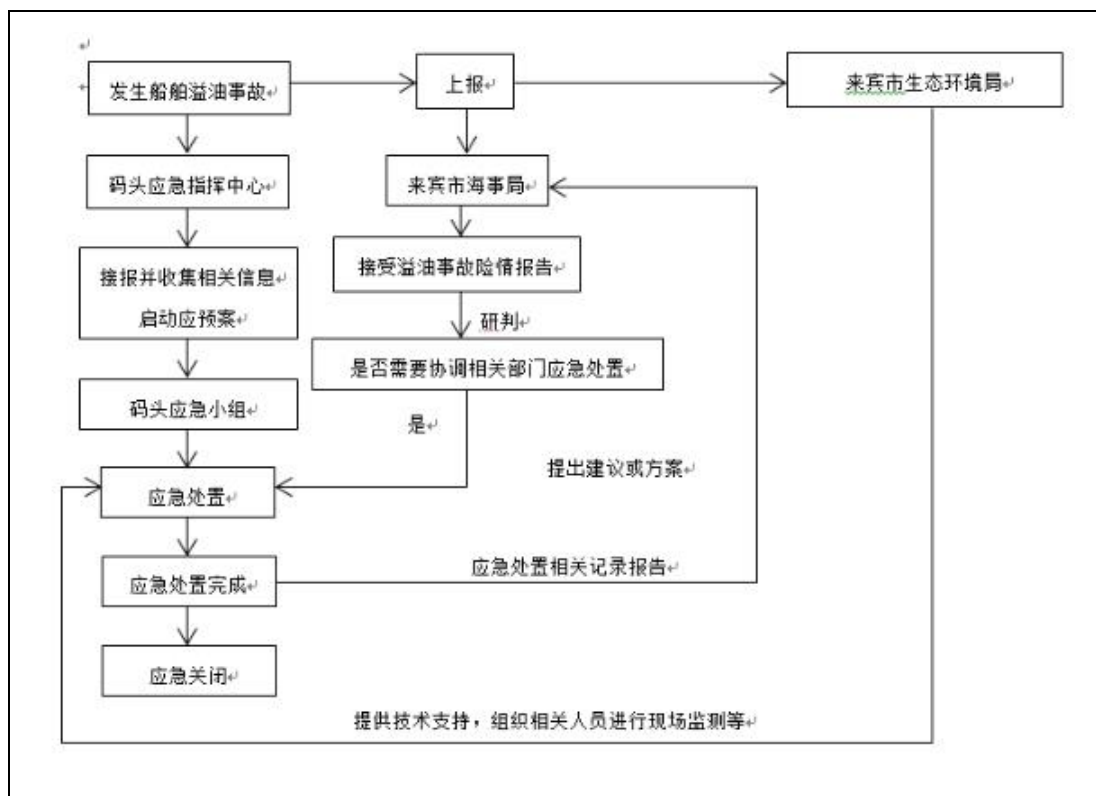 发生船舶溢油事故
上报
来宾市生态环境局
码头应急指挥中心
来宾市海事局
接报并收集相关信息
启动应预案
接受溢油事故险情报告
研判
是否需要协调相关部门应急处置
码头应急小组
是
提出建议或方案
应急处置
应急处置完成
应急处置相关记录报告
应急关闭
提供技术支持，组织相关人员进行现场监测等